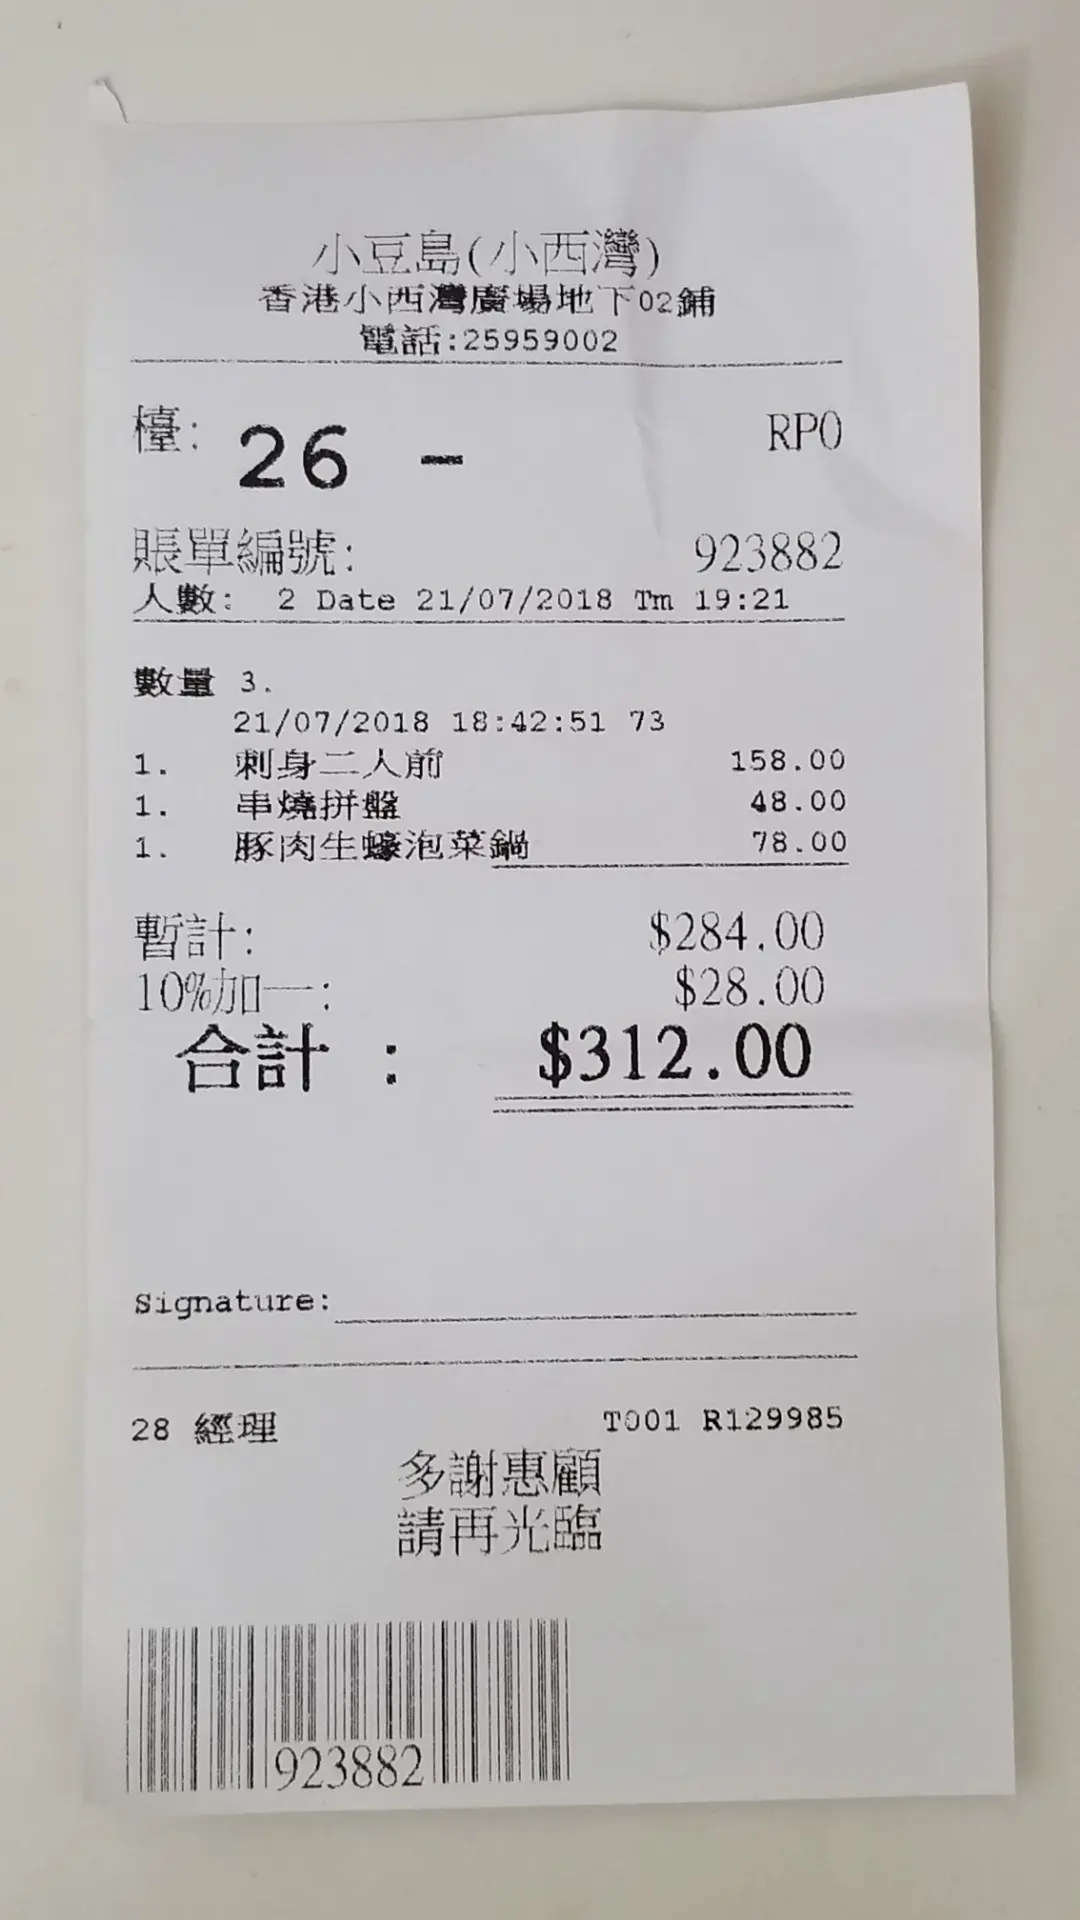 小豆島(小西灣)
香港小西灣廣場地下02鋪
電話:25959002
檯: 26 - RP0
賬單編號: 923882
人數: 2 Date 21/07/2018 Tm 19:21
數量 3.
21/07/2018 18:42:51 73
1. 刺身二人前 158.00
1. 串燒拼盤 48.00
1. 豚肉生蠔泡菜鍋 78.00
暫計: $284.00
10%加一: $28.00
合計 : $312.00
Signature:
28 經理 T001 R129985
多謝惠顧
請再光臨
923882